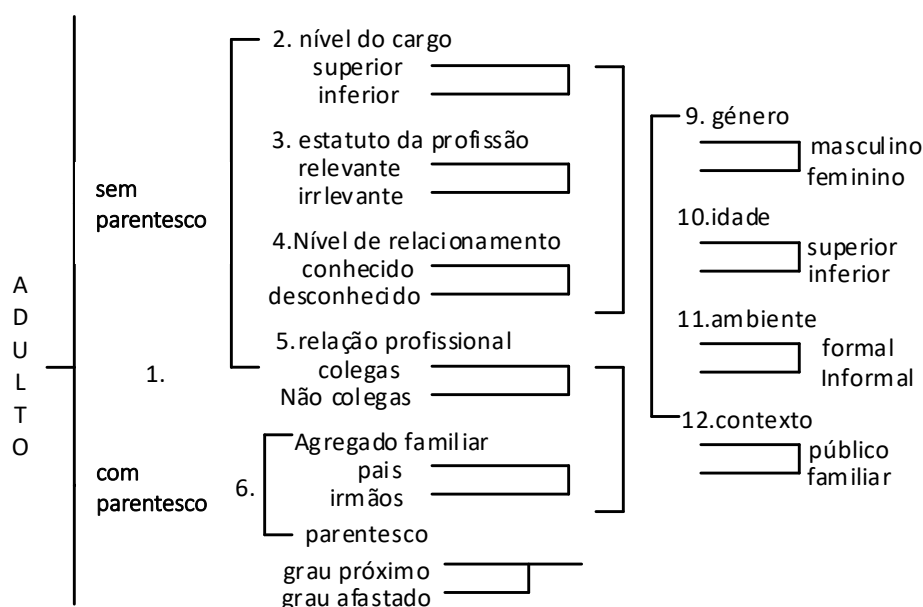 A
D
U
L
T
O
1.
sem
parentesco
2. nível do cargo
superior
inferior
3. estatuto da profissão
relevante
irrlevante
4.Nível de relacionamento
conhecido
desconhecido
5.relação profissional
colegas
Não colegas
com
parentesco
6.
Agregado familiar
pais
irmãos
parentesco
grau próximo
grau afastado
9. género
masculino
feminino
10.idade
superior
inferior
11.ambiente
formal
Informal
12.contexto
público
familiar